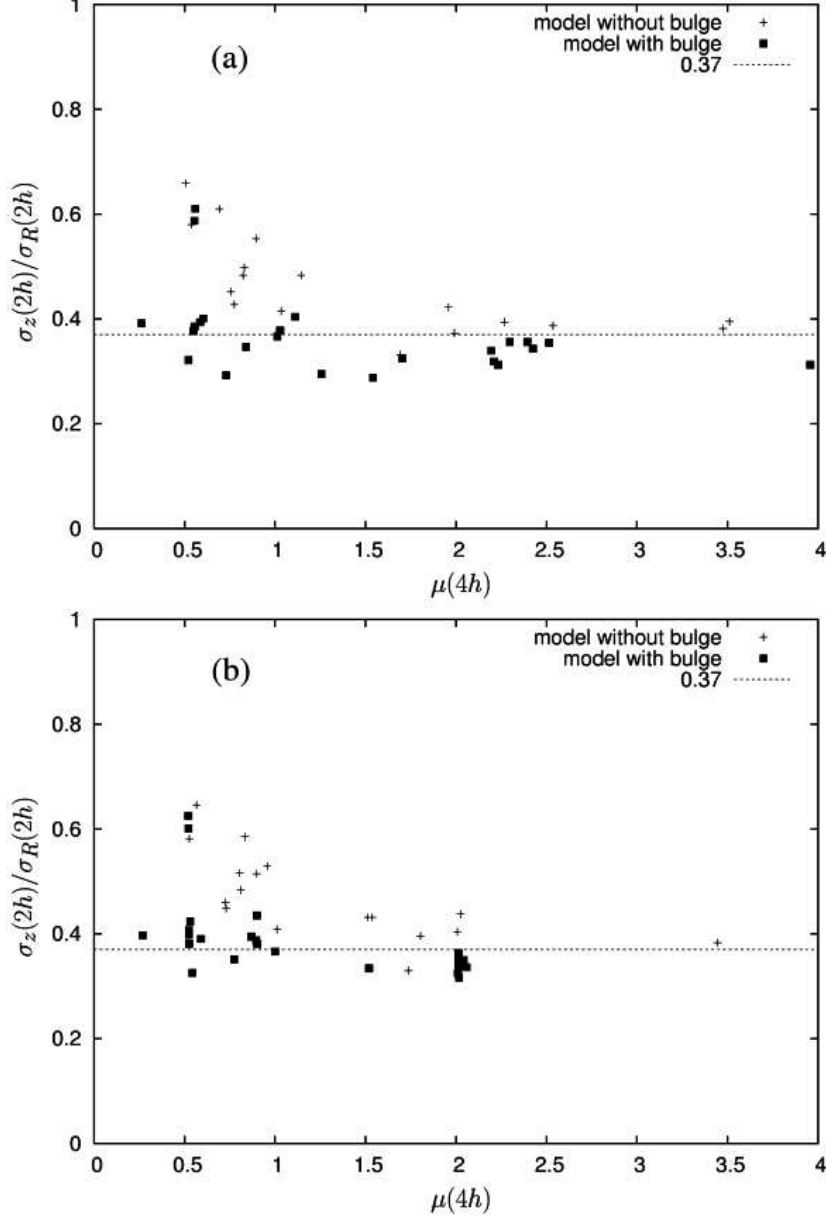 1
model without bulge +
(a)
model with bulge ■
0.37
0.8
0.6
σz(2h)/σR(2h)
0.4
0.2
0
0 0.5 1 1.5 2 2.5 3 3.5 4
μ(4h)
1
model without bulge +
(b)
model with bulge ■
0.37
0.8
0.6
σz(2h)/σR(2h)
0.4
0.2
0
0 0.5 1 1.5 2 2.5 3 3.5 4
μ(4h)